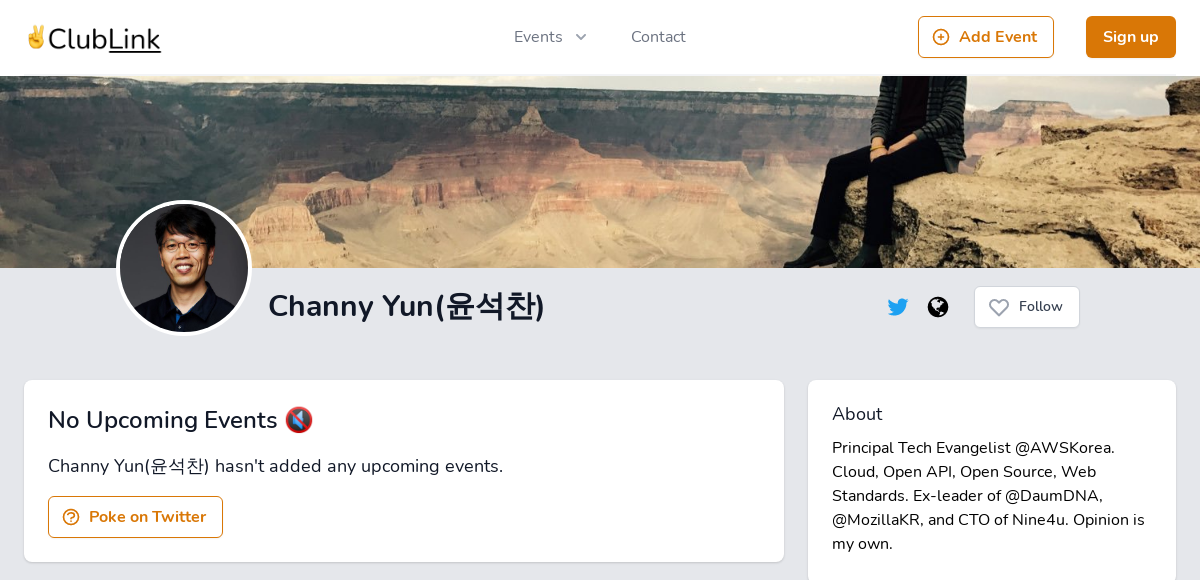 ✌️ClubLink
Events
Contact
Add Event
Sign up
Channy Yun(윤석찬)
Follow
No Upcoming Events 🔇
Channy Yun(윤석찬) hasn't added any upcoming events.
Poke on Twitter
About
Principal Tech Evangelist @AWSKorea.
Cloud, Open API, Open Source, Web
Standards. Ex-leader of @DaumDNA,
@MozillaKR, and CTO of Nine4u. Opinion is
my own.